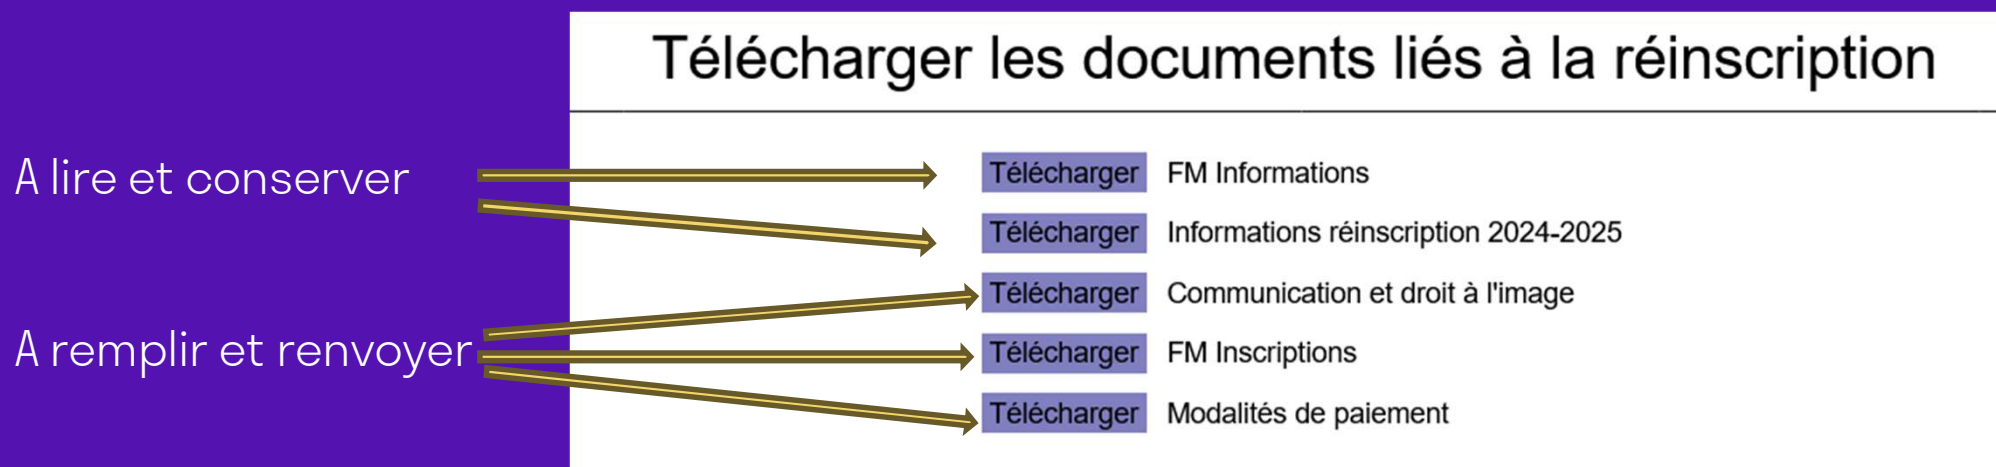 Télécharger les documents liés à la réinscription
A lire et conserver
Télécharger FM Informations
Télécharger Informations réinscription 2024-2025
Télécharger Communication et droit à l'image
A remplir et renvoyer
Télécharger FM Inscriptions
Télécharger Modalités de paiement